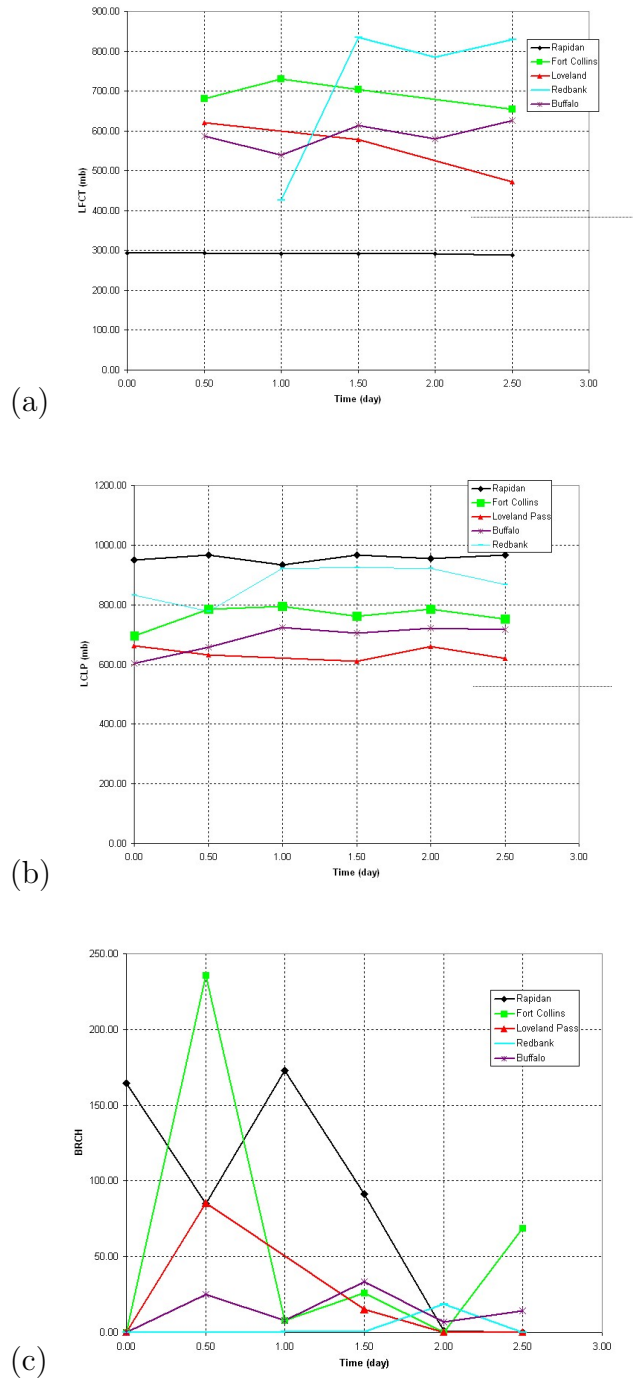 900.00
800.00
700.00
600.00
500.00
400.00
300.00
200.00
100.00
0.00
LFCT (mb)
0.00 0.50 1.00 1.50 2.00 2.50 3.00
Time (day)
Rapidan
Fort Collins
Loveland
Redbank
Buffalo
(a)
1200.00
1000.00
800.00
600.00
400.00
200.00
0.00
LCLP (mb)
0.00 0.50 1.00 1.50 2.00 2.50 3.00
Time (day)
Rapidan
Fort Collins
Loveland Pass
Buffalo
Redbank
(b)
250.00
200.00
150.00
100.00
50.00
0.00
BRCH
0.00 0.50 1.00 1.50 2.00 2.50 3.00
Time (day)
Rapidan
Fort Collins
Loveland Pass
Redbank
Buffalo
(c)